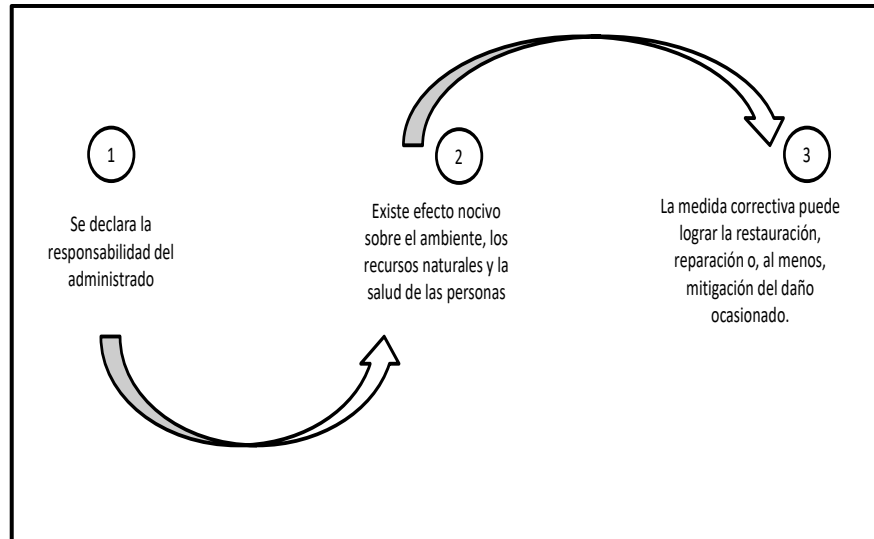 1
Se declara la
responsabilidad del
administrado
2
Existe efecto nocivo
sobre el ambiente, los
recursos naturales y la
salud de las personas
3
La medida correctiva puede
lograr la restauración,
reparación o, al menos,
mitigación del daño
ocasionado.